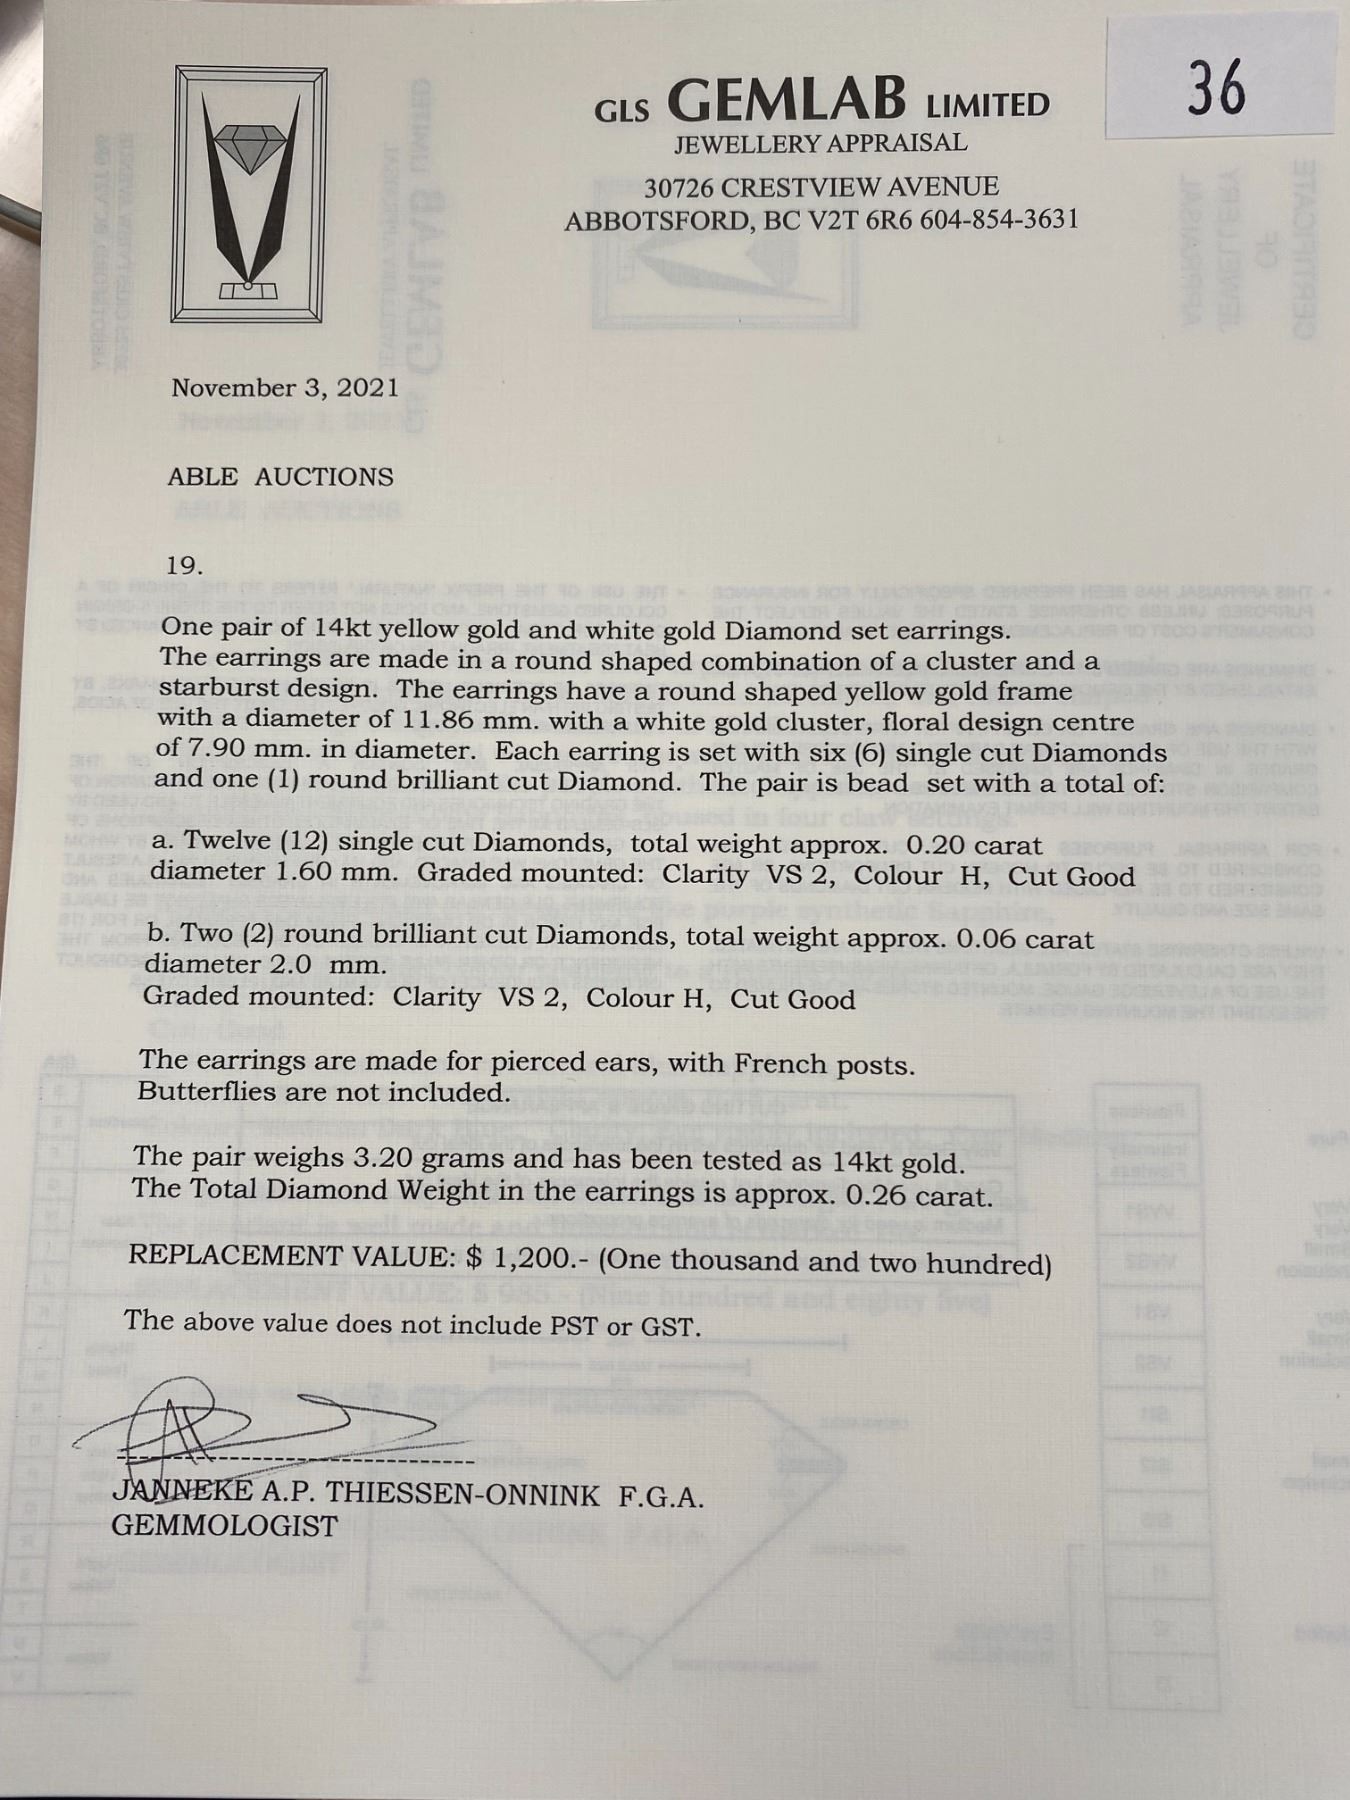 36
GLS GEMLAB LIMITED
JEWELLERY APPRAISAL
30726 CRESTVIEW AVENUE
ABBOTSFORD, BC V2T 6R6 604-854-3631
November 3, 2021
ABLE AUCTIONS
19.
One pair of 14kt yellow gold and white gold Diamond set earrings.
The earrings are made in a round shaped combination of a cluster and a
starburst design. The earrings have a round shaped yellow gold frame
with a diameter of 11.86 mm. with a white gold cluster, floral design centre
of 7.90 mm. in diameter. Each earring is set with six (6) single cut Diamonds
and one (1) round brilliant cut Diamond. The pair is bead set with a total of:
a. Twelve (12) single cut Diamonds, total weight approx. 0.20 carat
diameter 1.60 mm. Graded mounted: Clarity VS 2, Colour H, Cut Good
b. Two (2) round brilliant cut Diamonds, total weight approx. 0.06 carat
diameter 2.0 mm.
Graded mounted: Clarity VS 2, Colour H, Cut Good
The earrings are made for pierced ears, with French posts.
Butterflies are not included.
The pair weighs 3.20 grams and has been tested as 14kt gold.
The Total Diamond Weight in the earrings is approx. 0.26 carat.
REPLACEMENT VALUE: $ 1,200.- (One thousand and two hundred)
The above value does not include PST or GST.
JANNEKE A.P. THIESSEN-ONNINK F.G.A.
GEMMOLOGIST